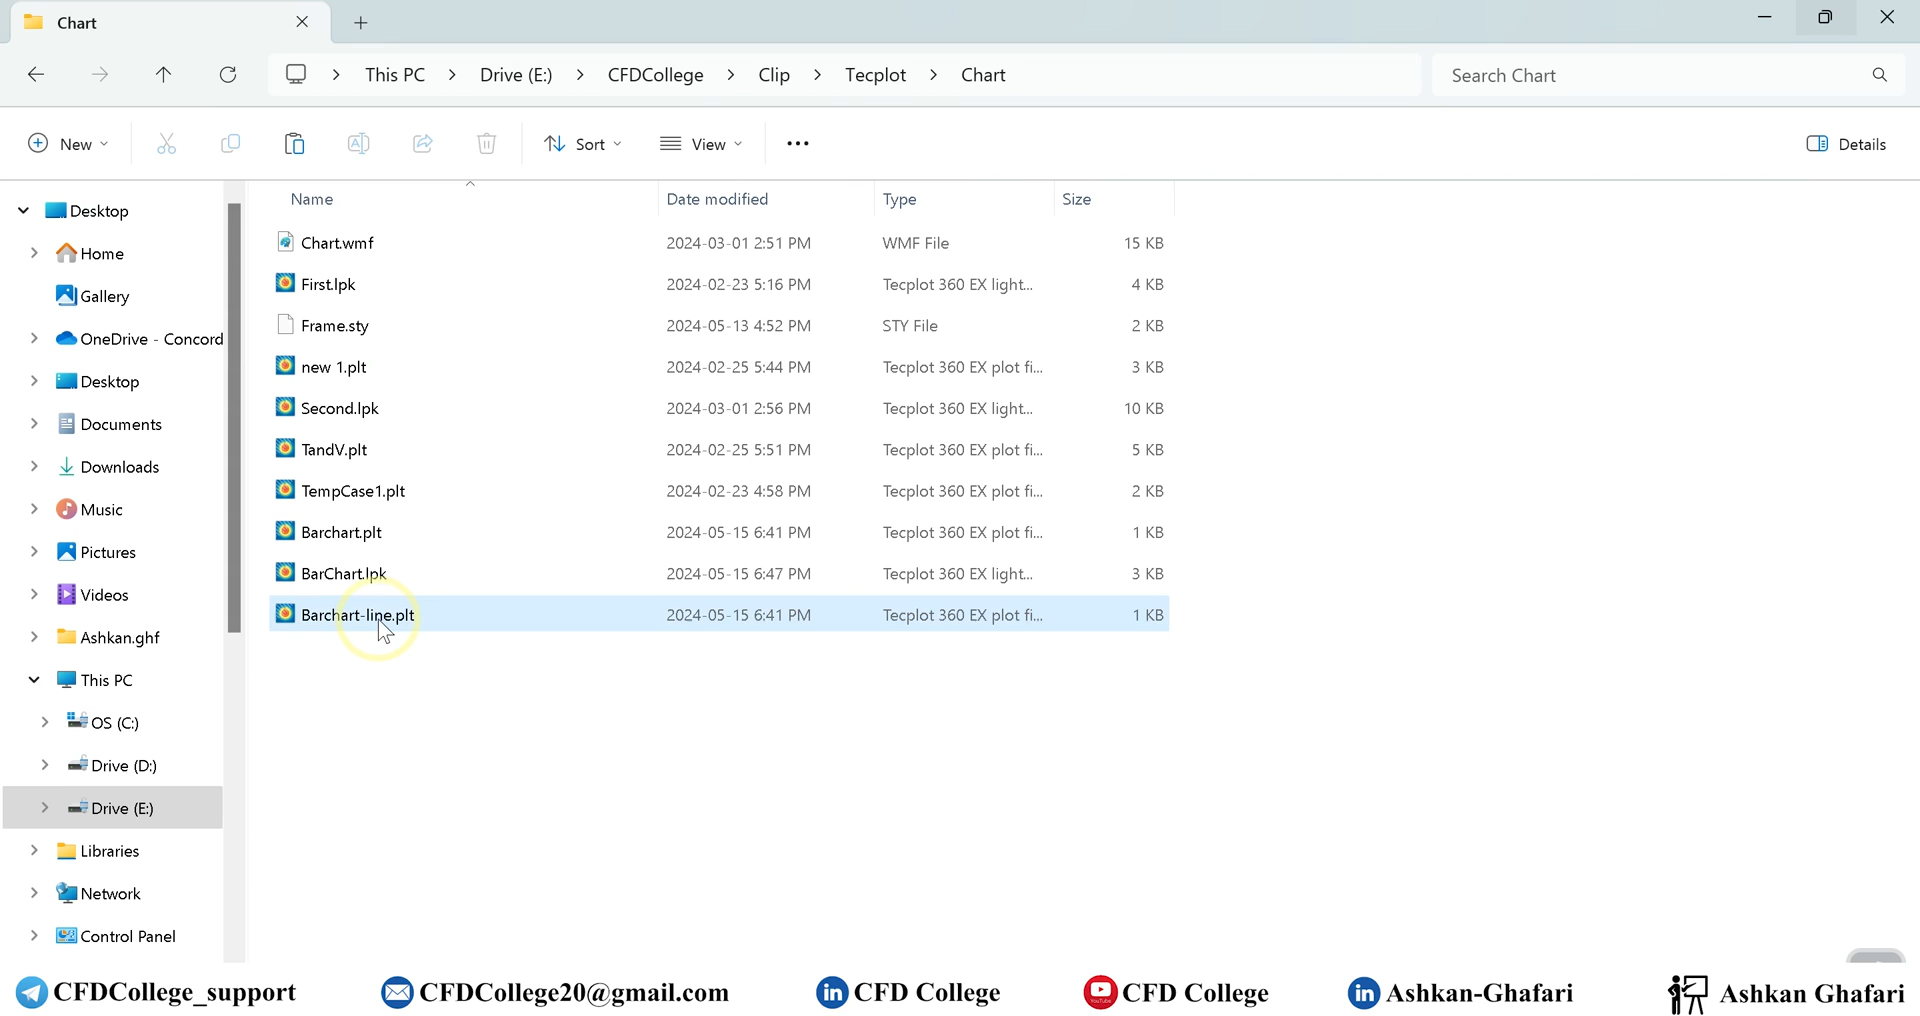 Chart
This PC > Drive (E:) > CFDCollege > Clip > Tecplot > Chart
Search Chart
New
Sort
View
Details
Desktop
Home
Gallery
OneDrive - Concord
Desktop
Documents
Downloads
Music
Pictures
Videos
Ashkan.ghf
This PC
OS (C:)
Drive (D:)
Drive (E:)
Libraries
Network
Control Panel
Name Date modified Type Size
Chart.wmf 2024-03-01 2:51 PM WMF File 15 KB
First.lpk 2024-02-23 5:16 PM Tecplot 360 EX light... 4 KB
Frame.sty 2024-05-13 4:52 PM STY File 2 KB
new 1.plt 2024-02-25 5:44 PM Tecplot 360 EX plot fi... 3 KB
Second.lpk 2024-03-01 2:56 PM Tecplot 360 EX light... 10 KB
TandV.plt 2024-02-25 5:51 PM Tecplot 360 EX plot fi... 5 KB
TempCase1.plt 2024-02-23 4:58 PM Tecplot 360 EX plot fi... 2 KB
Barchart.plt 2024-05-15 6:41 PM Tecplot 360 EX plot fi... 1 KB
BarChart.lpk 2024-05-15 6:47 PM Tecplot 360 EX light... 3 KB
Barchart-line.plt 2024-05-15 6:41 PM Tecplot 360 EX plot fi... 1 KB
CFDCollege_support CFDCollege20@gmail.com CFD College CFD College Ashkan-Ghafari Ashkan Ghafari